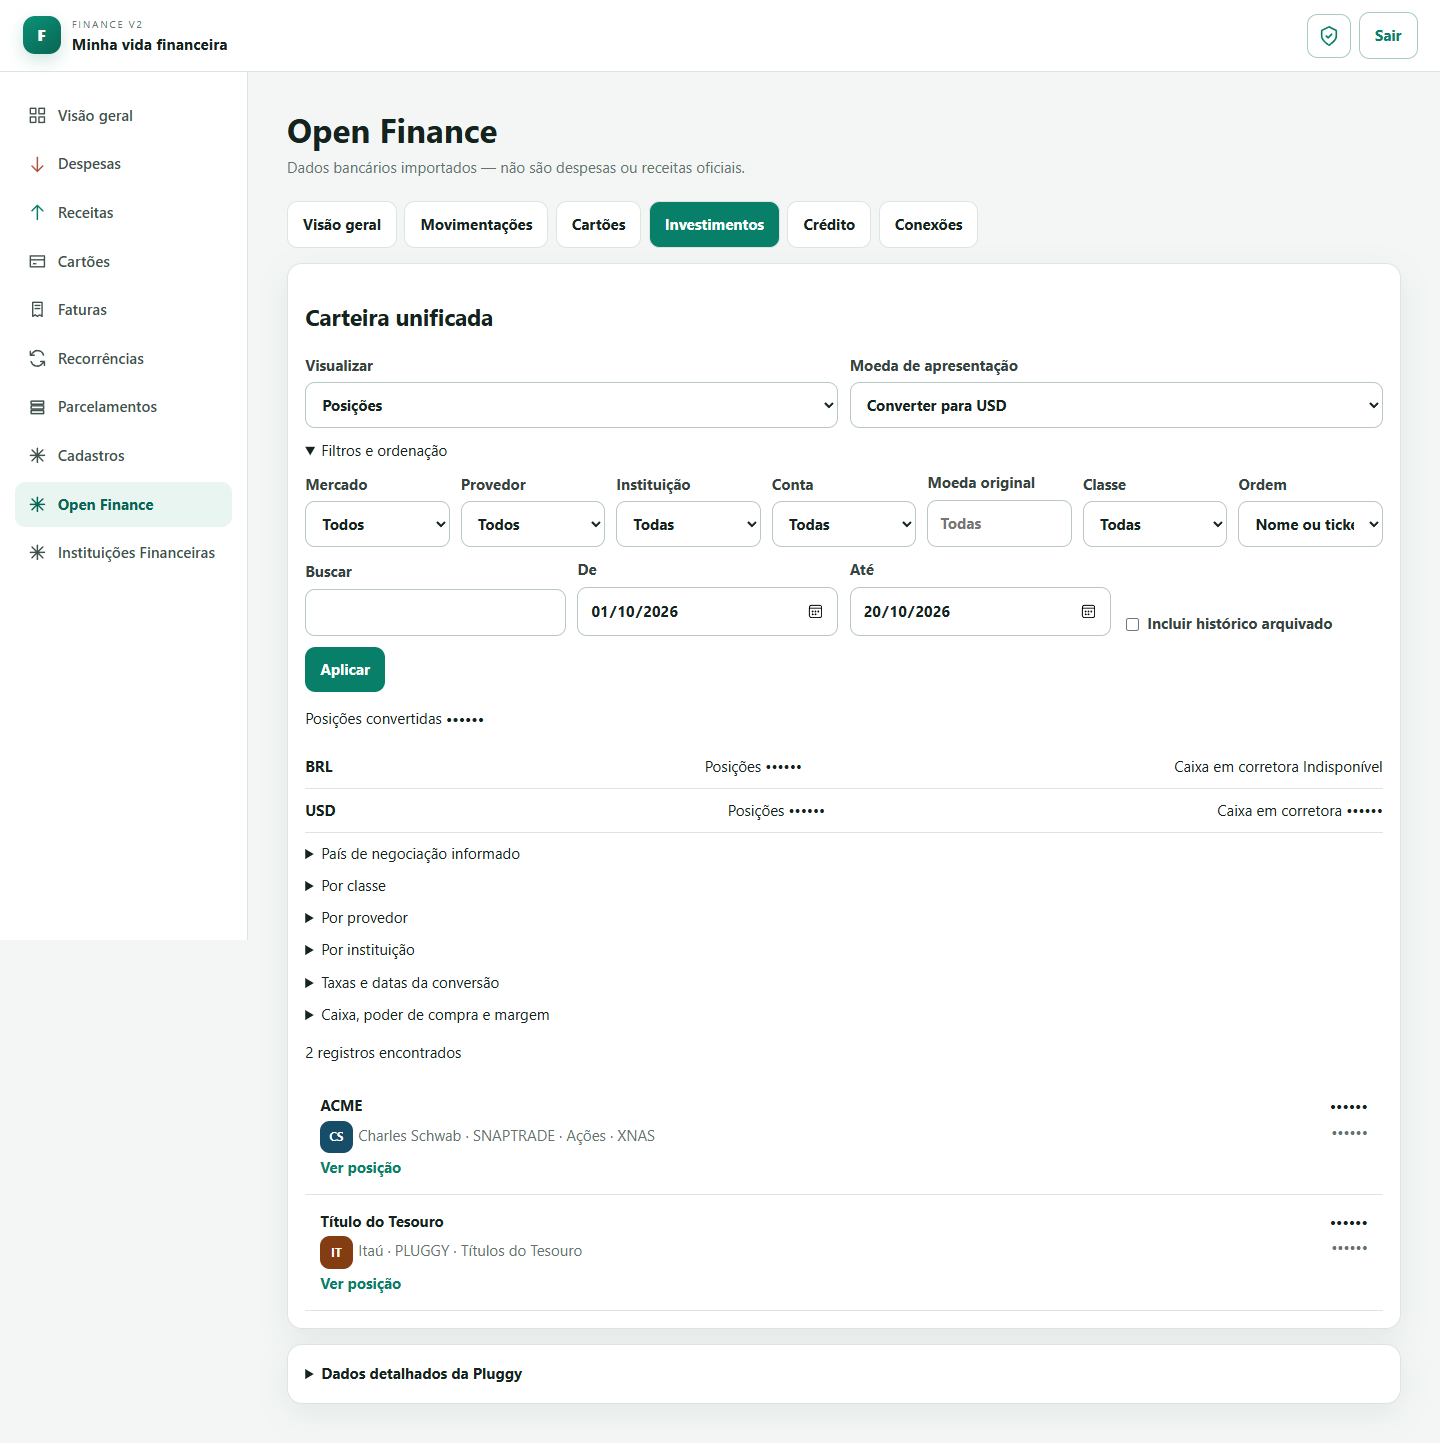 F
FINANCE V2
Minha vida financeira
Sair
Visão geral
Despesas
Receitas
Cartões
Faturas
Recorrências
Parcelamentos
Cadastros
Open Finance
Instituições Financeiras
Open Finance
Dados bancários importados — não são despesas ou receitas oficiais.
Visão geral Movimentações Cartões Investimentos Crédito Conexões
Carteira unificada
Visualizar Moeda de apresentação
Posições Converter para USD
▼ Filtros e ordenação
Mercado Provedor Instituição Conta Moeda original Classe Ordem
Todos Todos Todas Todas Todas Todas Nome ou ticke
Buscar De Até
01/10/2026 20/10/2026 Incluir histórico arquivado
Aplicar
Posições convertidas ••••••
BRL Posições •••••• Caixa em corretora Indisponível
USD Posições •••••• Caixa em corretora ••••••
▶ País de negociação informado
▶ Por classe
▶ Por provedor
▶ Por instituição
▶ Taxas e datas da conversão
▶ Caixa, poder de compra e margem
2 registros encontrados
ACME ••••••
CS Charles Schwab · SNAPTRADE · Ações · XNAS ••••••
Ver posição
Título do Tesouro ••••••
IT Itaú · PLUGGY · Títulos do Tesouro ••••••
Ver posição
▶ Dados detalhados da Pluggy